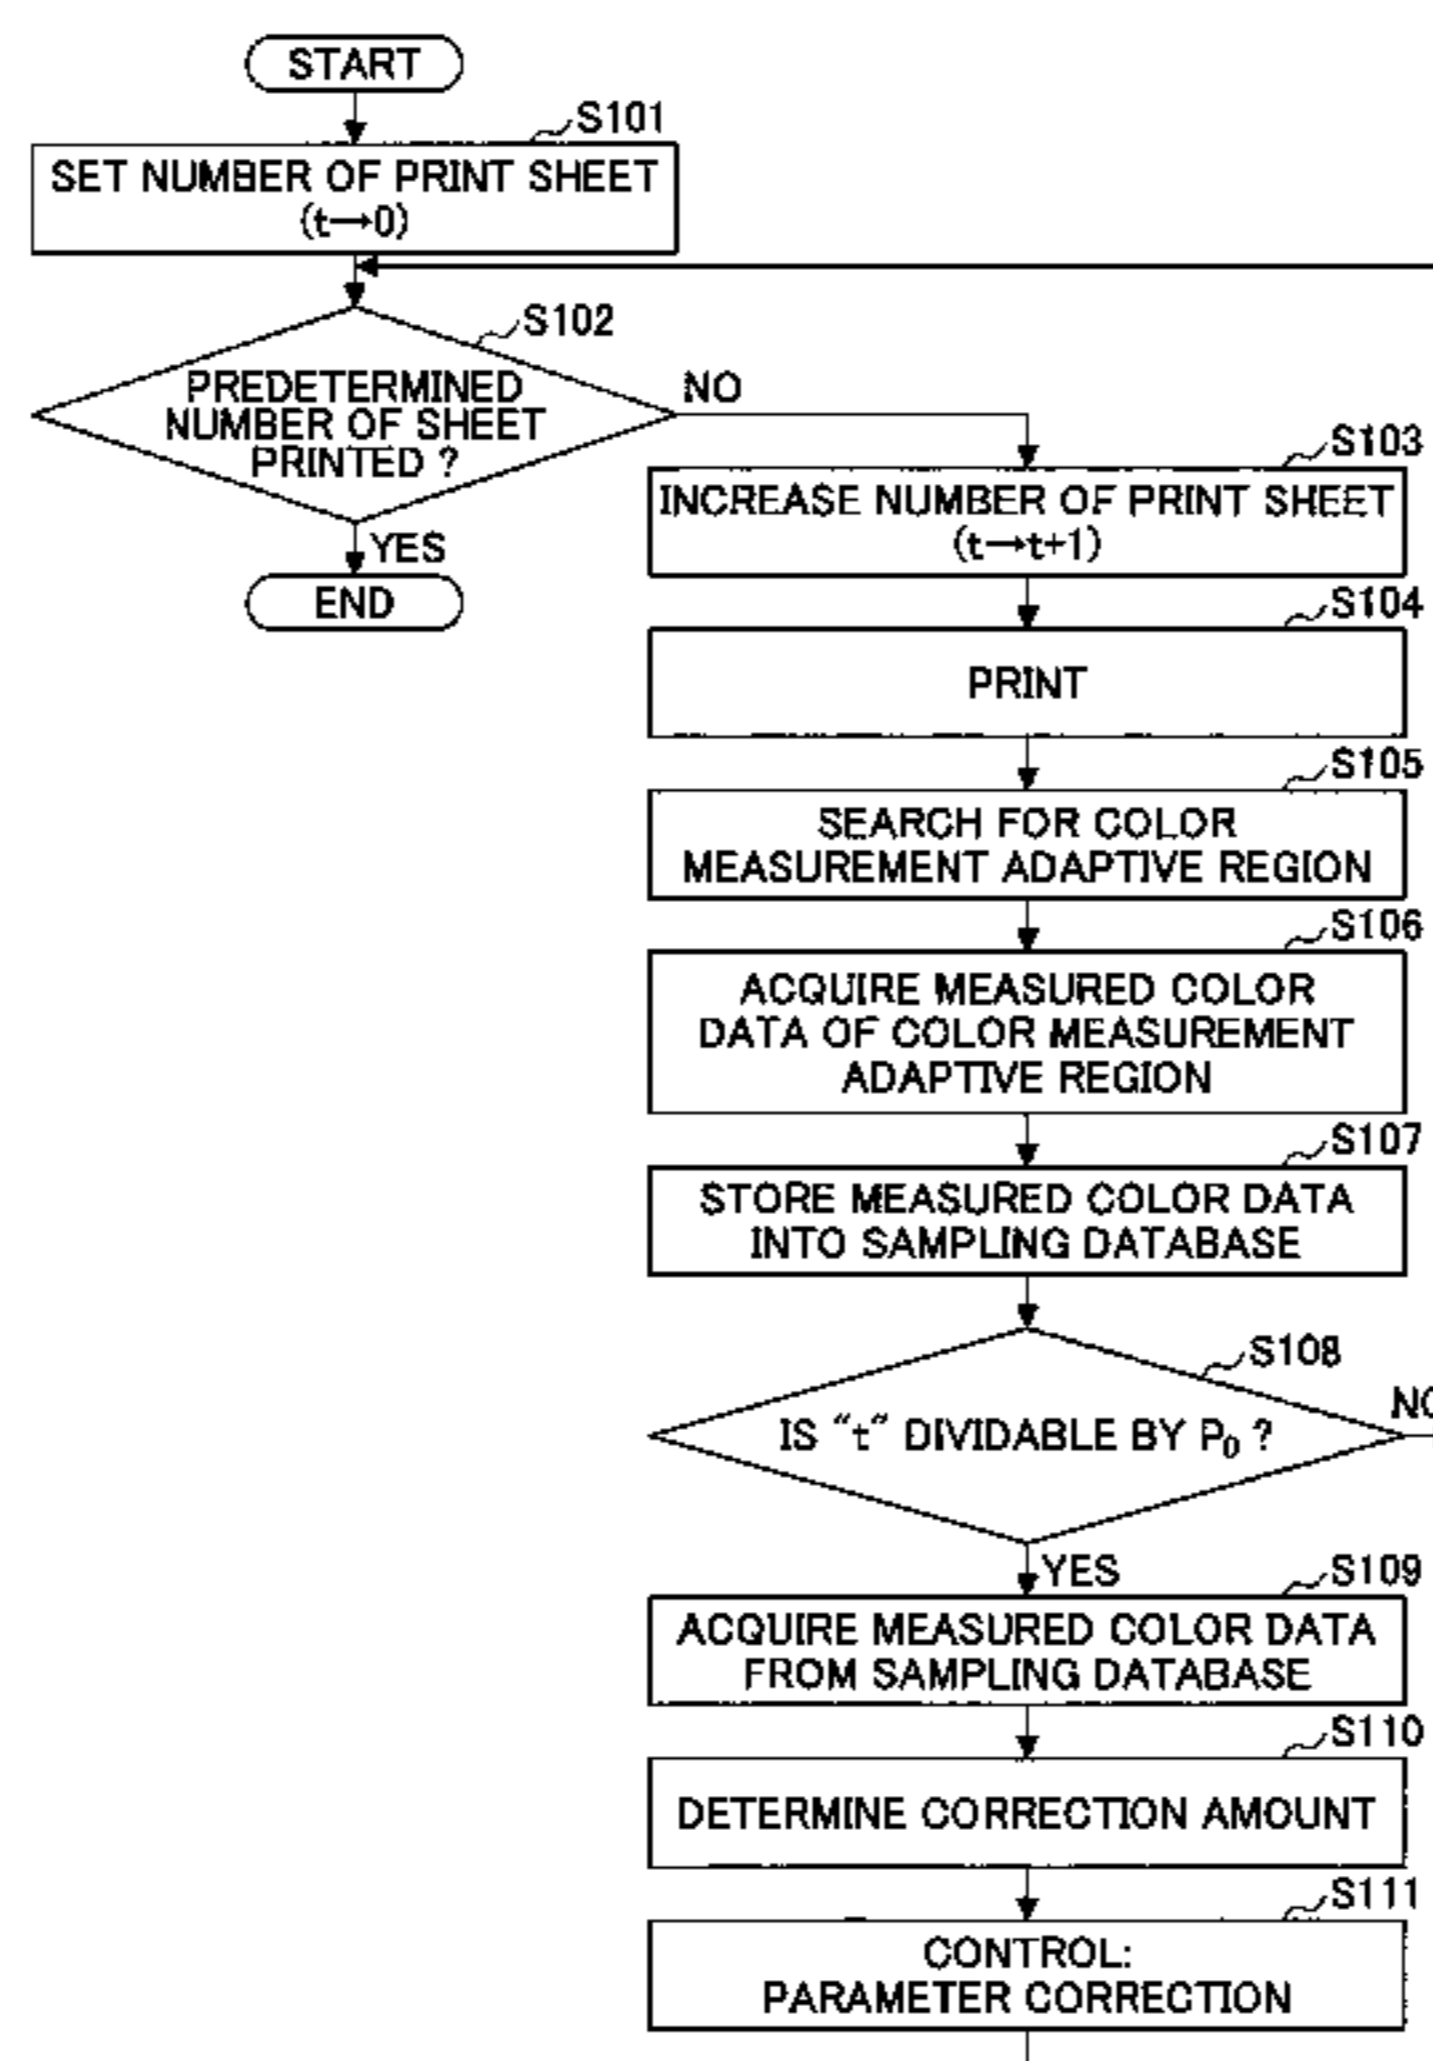 START
S101
SET NUMBER OF PRINT SHEET
(t→0)
S102
PREDETERMINED
NUMBER OF SHEET
PRINTED ?
NO
YES
END
S103
INCREASE NUMBER OF PRINT SHEET
(t→t+1)
S104
PRINT
S105
SEARCH FOR COLOR
MEASUREMENT ADAPTIVE REGION
S106
ACQUIRE MEASURED COLOR
DATA OF COLOR MEASUREMENT
ADAPTIVE REGION
S107
STORE MEASURED COLOR DATA
INTO SAMPLING DATABASE
S108
IS “t” DIVIDABLE BY P₀ ?
NO
YES
S109
ACQUIRE MEASURED COLOR DATA
FROM SAMPLING DATABASE
S110
DETERMINE CORRECTION AMOUNT
S111
CONTROL:
PARAMETER CORRECTION